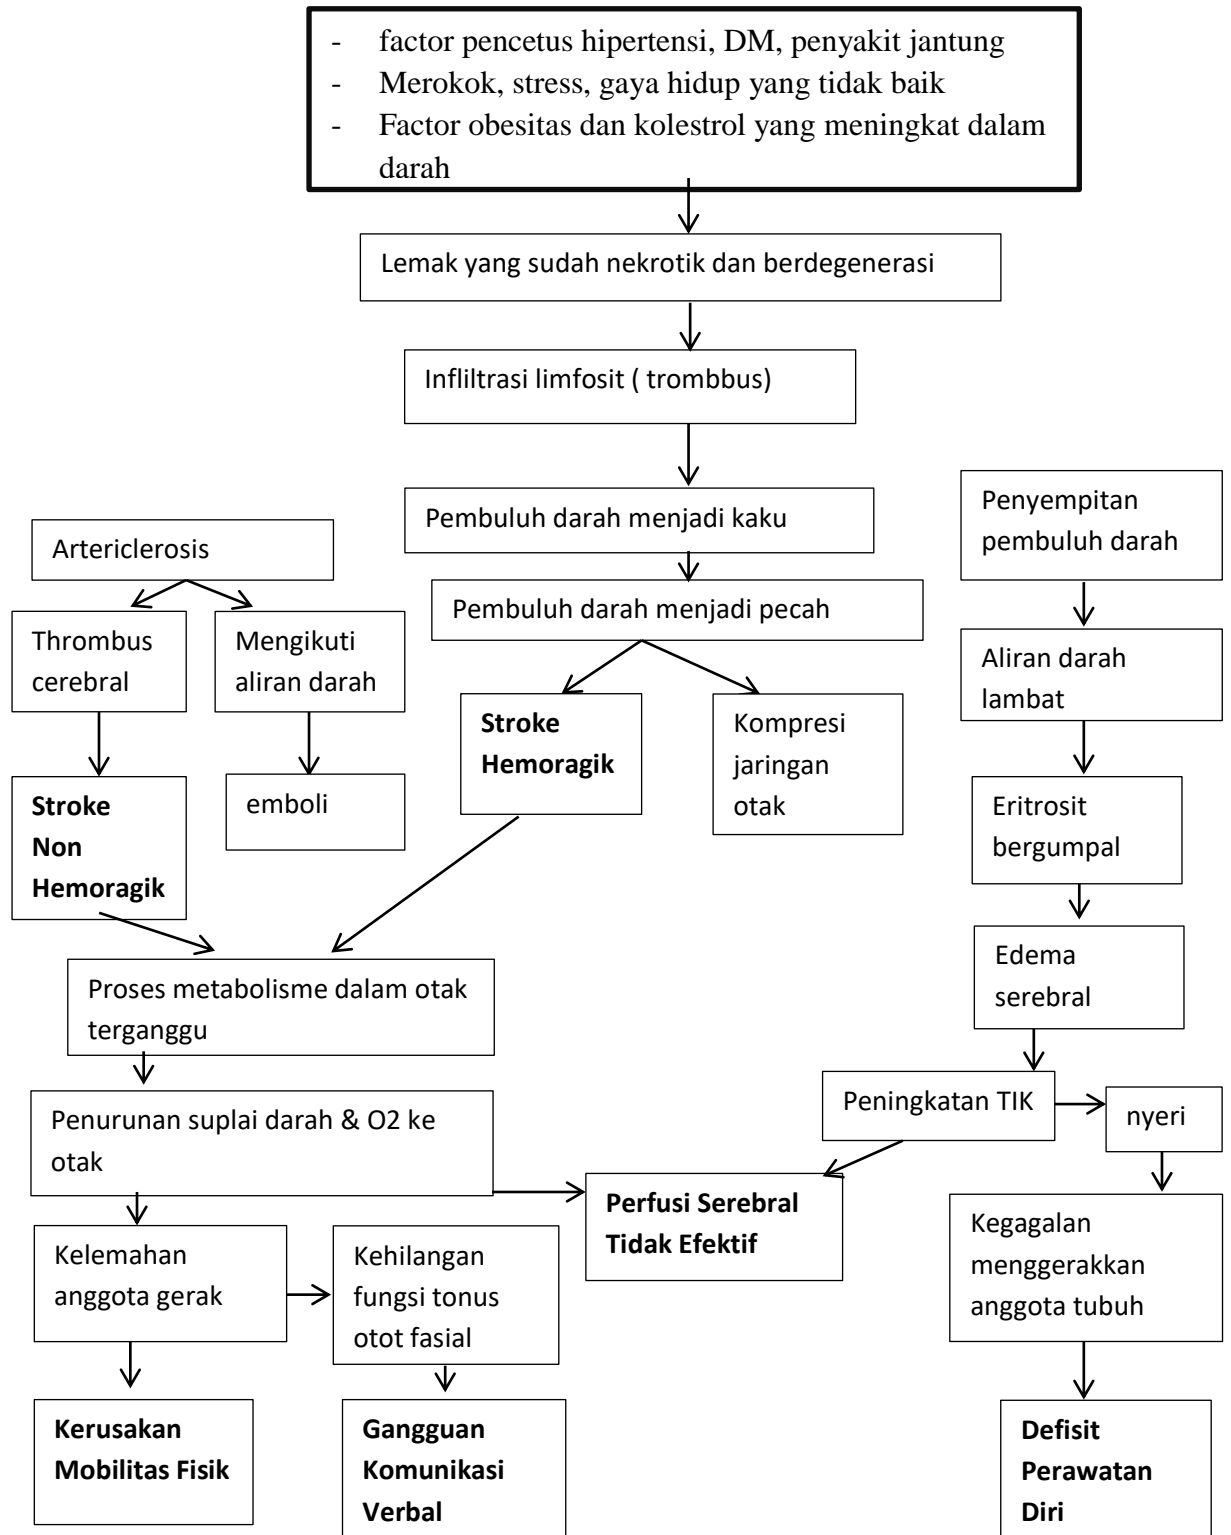 - factor pencetus hipertensi, DM, penyakit jantung
- Merokok, stress, gaya hidup yang tidak baik
- Factor obesitas dan kolestrol yang meningkat dalam
darah
Lemak yang sudah nekrotik dan berdegenerasi
Infliltrasi limfosit ( trombbus)
Pembuluh darah menjadi kaku
Penyempitan
pembuluh darah
Artericlerosis
Pembuluh darah menjadi pecah
Thrombus
cerebral
Mengikuti
aliran darah
Aliran darah
lambat
Stroke
Hemoragik
Kompresi
jaringan
otak
Stroke
Non
Hemoragik
emboli
Eritrosit
bergumpal
Edema
serebral
Proses metabolisme dalam otak
terganggu
Peningkatan TIK
nyeri
Penurunan suplai darah & O2 ke
otak
Perfusi Serebral
Tidak Efektif
Kegagalan
menggerakkan
anggota tubuh
Kelemahan
anggota gerak
Kehilangan
fungsi tonus
otot fasial
Kerusakan
Mobilitas Fisik
Gangguan
Komunikasi
Verbal
Defisit
Perawatan
Diri